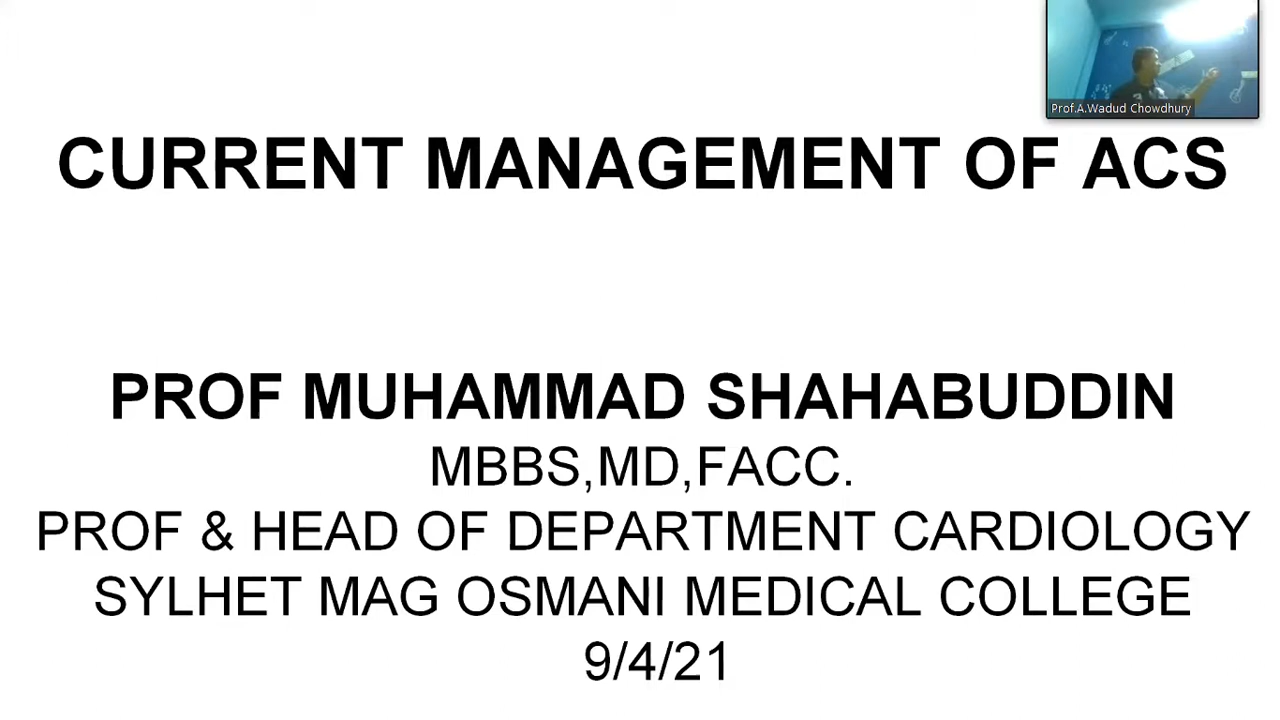 Prof.A.Wadud Chowdhury
CURRENT MANAGEMENT OF ACS
PROF MUHAMMAD SHAHABUDDIN
MBBS,MD,FACC.
PROF & HEAD OF DEPARTMENT CARDIOLOGY
SYLHET MAG OSMANI MEDICAL COLLEGE
9/4/21